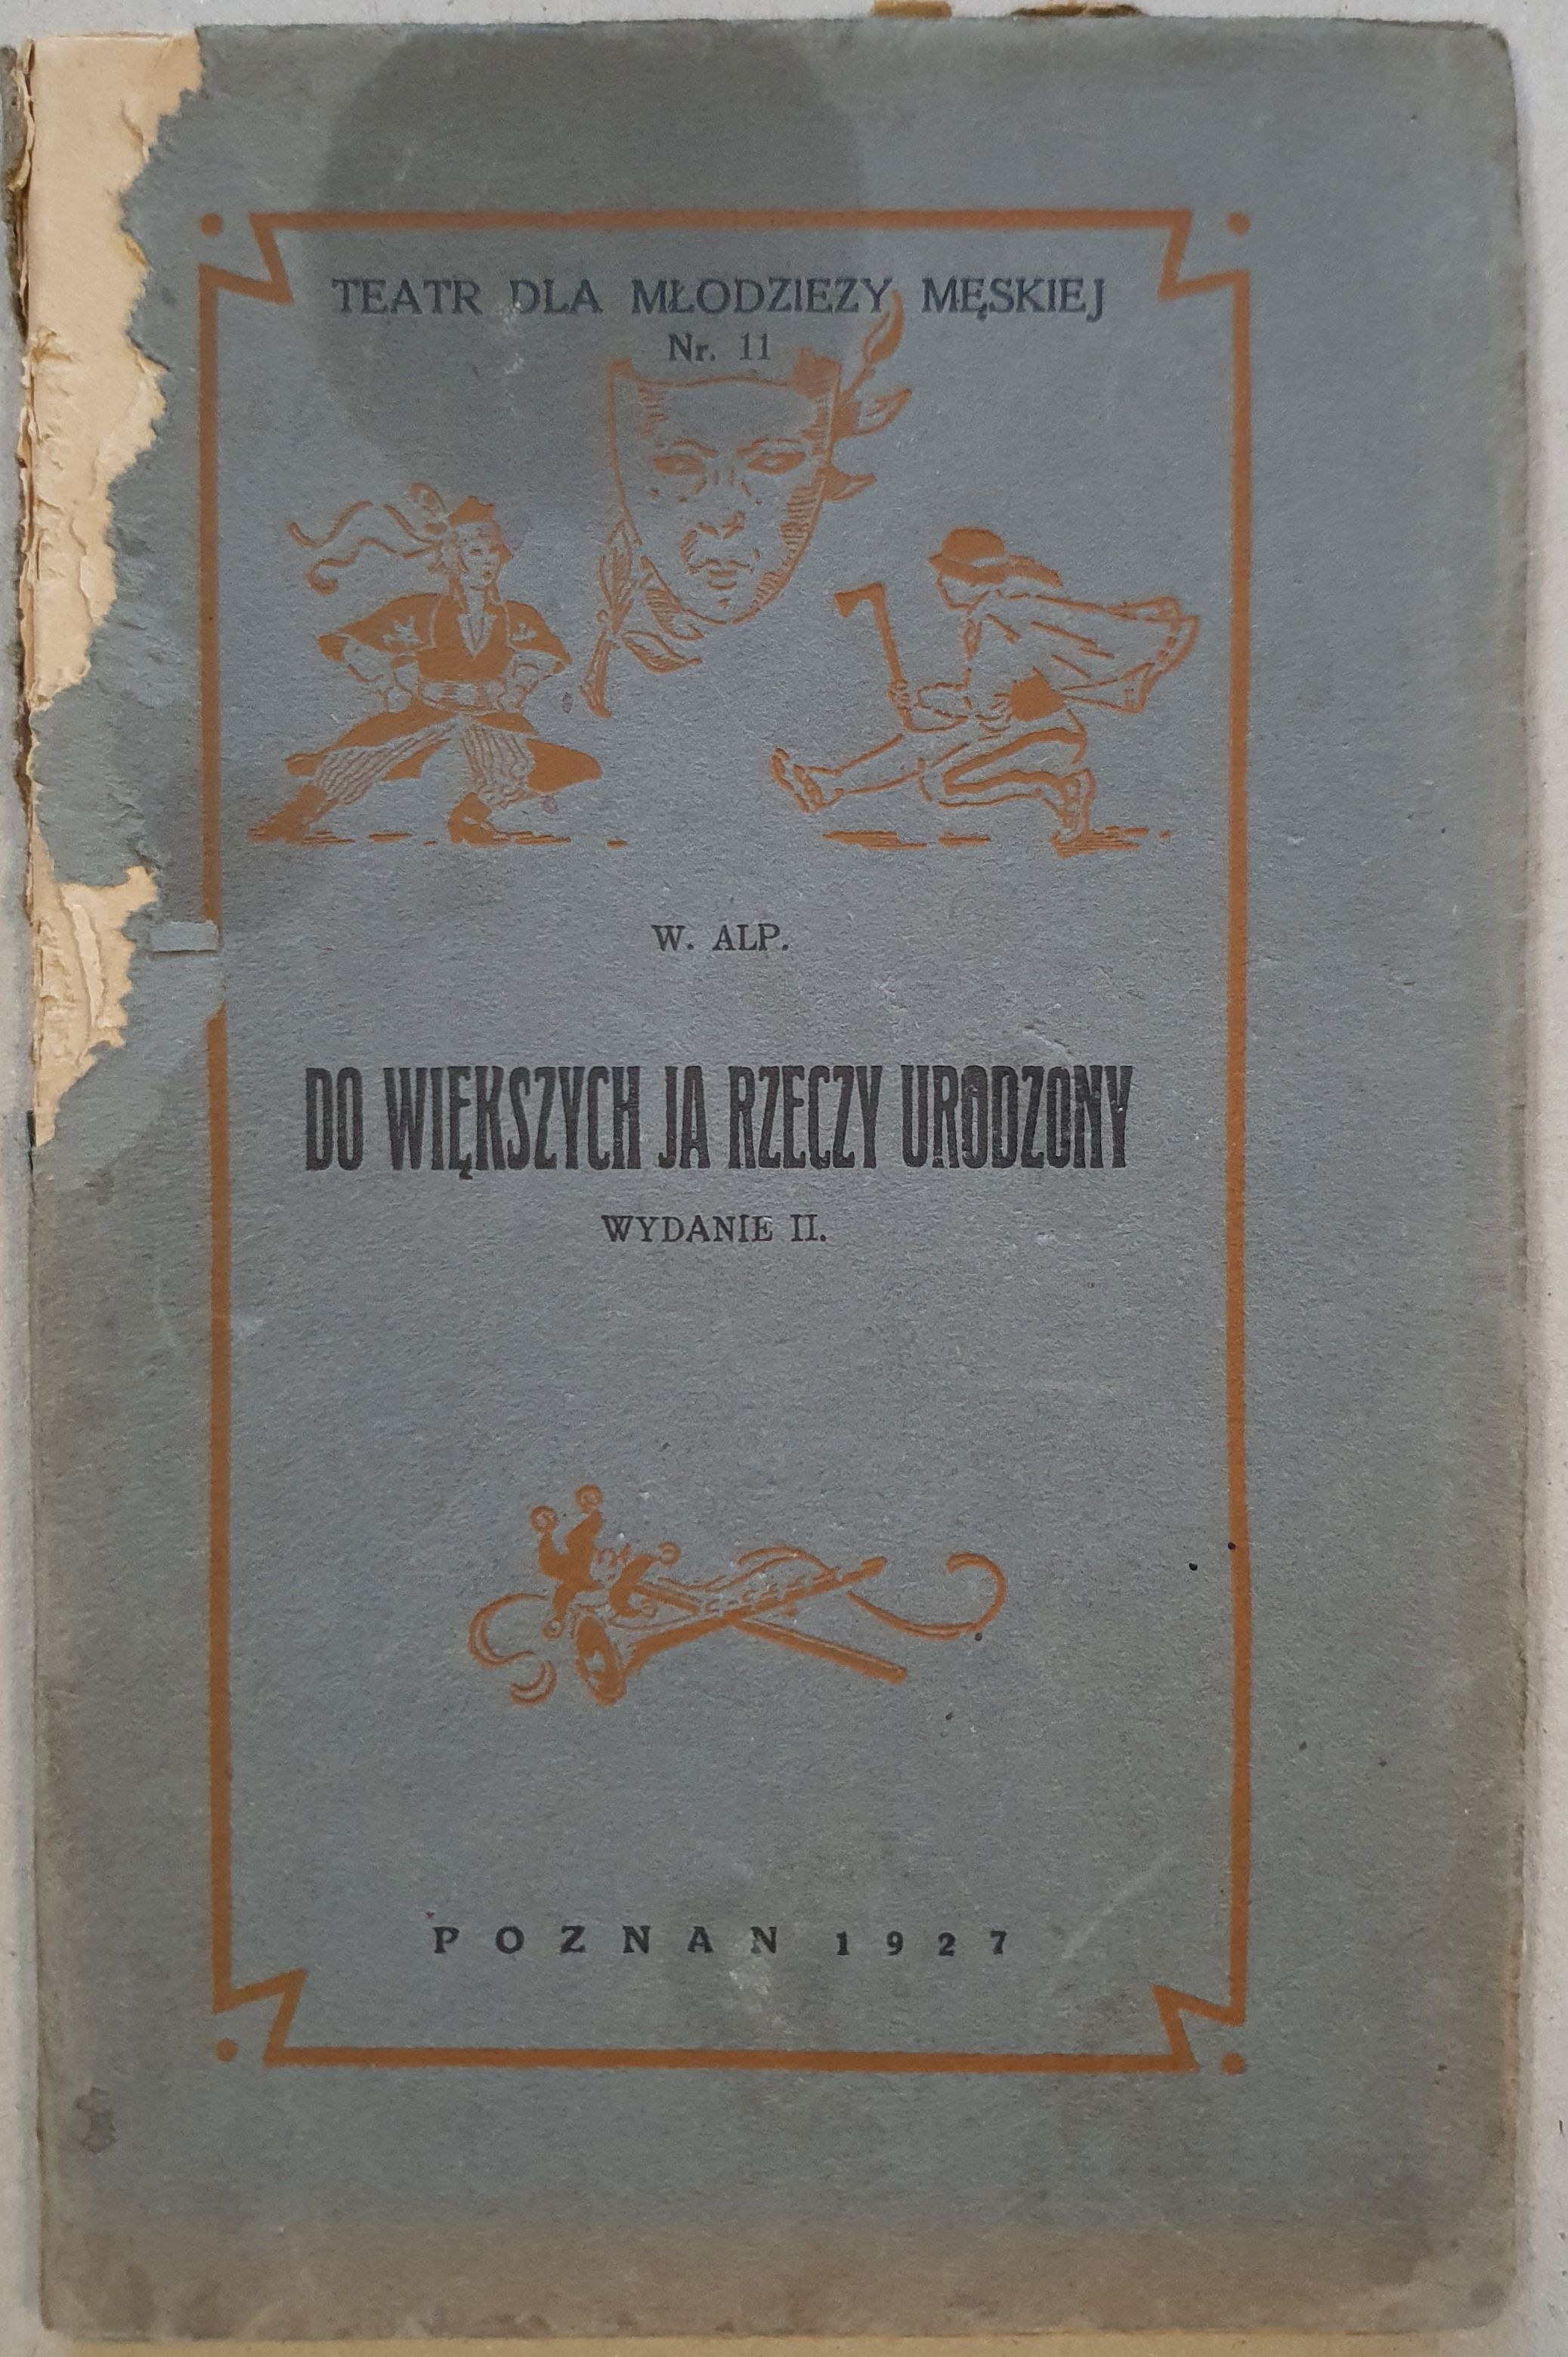 TEATR DLA MŁODZIEZY MĘSKIEJ
Nr. 11
W. ALP.
DO WIĘKSZYCH JA RZECZY URODZONY
WYDANIE II.
POZNAN 1927